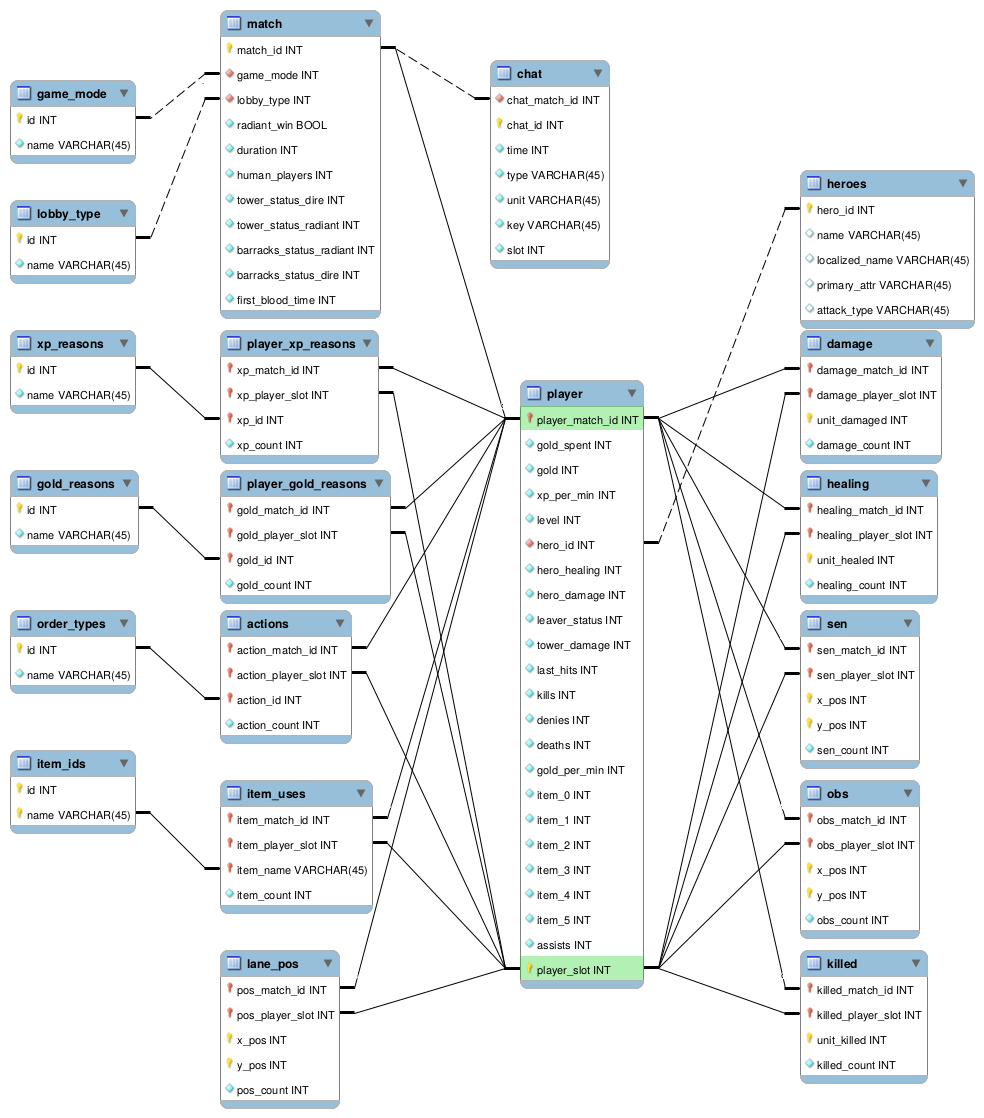 match
match_id INT
game_mode INT
lobby_type INT
radiant_win BOOL
duration INT
human_players INT
tower_status_dire INT
tower_status_radiant INT
barracks_status_radiant INT
barracks_status_dire INT
first_blood_time INT
chat
chat_match_id INT
chat_id INT
time INT
type VARCHAR(45)
unit VARCHAR(45)
key VARCHAR(45)
slot INT
game_mode
id INT
name VARCHAR(45)
lobby_type
id INT
name VARCHAR(45)
heroes
hero_id INT
name VARCHAR(45)
localized_name VARCHAR(45)
primary_attr VARCHAR(45)
attack_type VARCHAR(45)
xp_reasons
id INT
name VARCHAR(45)
player_xp_reasons
xp_match_id INT
xp_player_slot INT
xp_id INT
xp_count INT
player
player_match_id INT
gold_spent INT
gold INT
xp_per_min INT
level INT
hero_id INT
hero_healing INT
hero_damage INT
leaver_status INT
tower_damage INT
last_hits INT
kills INT
denies INT
deaths INT
gold_per_min INT
item_0 INT
item_1 INT
item_2 INT
item_3 INT
item_4 INT
item_5 INT
assists INT
player_slot INT
damage
damage_match_id INT
damage_player_slot INT
unit_damaged INT
damage_count INT
gold_reasons
id INT
name VARCHAR(45)
player_gold_reasons
gold_match_id INT
gold_player_slot INT
gold_id INT
gold_count INT
healing
healing_match_id INT
healing_player_slot INT
unit_healed INT
healing_count INT
order_types
id INT
name VARCHAR(45)
actions
action_match_id INT
action_player_slot INT
action_id INT
action_count INT
sen
sen_match_id INT
sen_player_slot INT
x_pos INT
y_pos INT
sen_count INT
item_ids
id INT
name VARCHAR(45)
item_uses
item_match_id INT
item_player_slot INT
item_name VARCHAR(45)
item_count INT
obs
obs_match_id INT
obs_player_slot INT
x_pos INT
y_pos INT
obs_count INT
lane_pos
pos_match_id INT
pos_player_slot INT
x_pos INT
y_pos INT
pos_count INT
killed
killed_match_id INT
killed_player_slot INT
unit_killed INT
killed_count INT